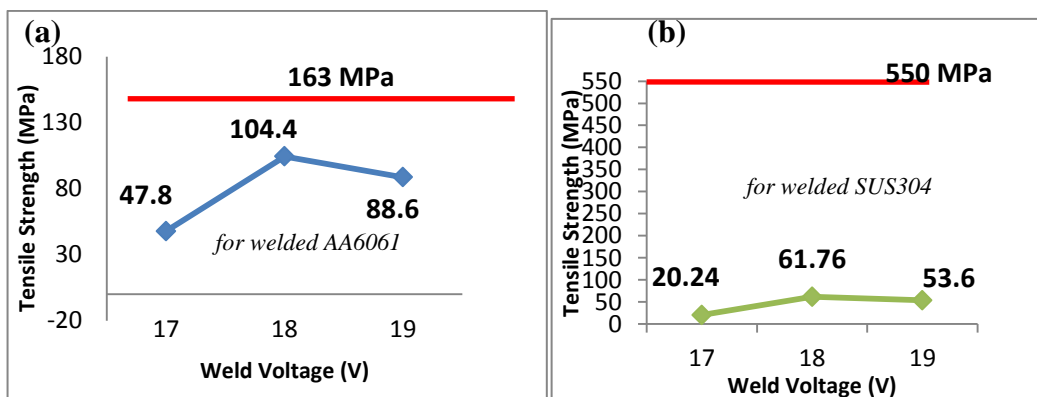 (a)
Tensile Strength (MPa)
180
130
80
30
-20
163 MPa
47.8
104.4
88.6
for welded AA6061
17 18 19
Weld Voltage (V)
(b)
Tensile Strength (MPa)
550
500
450
400
350
300
250
200
150
100
50
0
550 MPa
for welded SUS304
20.24
61.76
53.6
17 18 19
Weld Voltage (V)